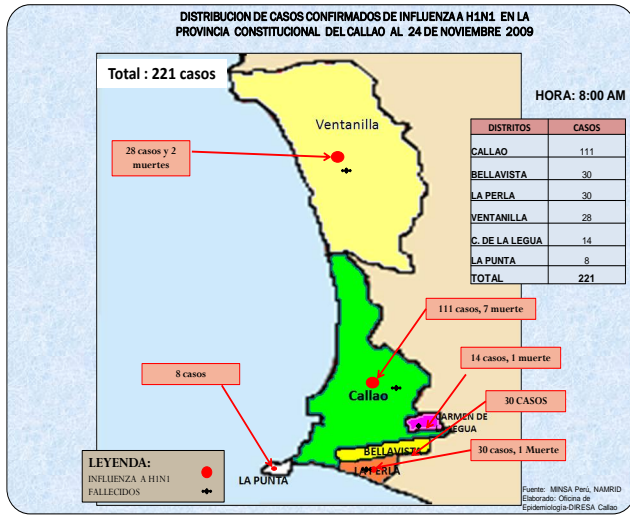 DISTRIBUCION DE CASOS CONFIRMADOS DE INFLUENZA A H1N1 EN LA
PROVINCIA CONSTITUCIONAL DEL CALLAO AL 24 DE NOVIEMBRE 2009
Total : 221 casos
HORA: 8:00 AM
DISTRITOS CASOS
CALLAO 111
BELLAVISTA 30
LA PERLA 30
VENTANILLA 28
C. DE LA LEGUA 14
LA PUNTA 8
TOTAL 221
Ventanilla
28 casos y 2
muertes
111 casos, 7 muerte
14 casos, 1 muerte
8 casos
Callao
30 CASOS
CARMEN DE
EGUA
BELLAVISTA
30 casos, 1 Muerte
LA PERLA
LA PUNTA
LEYENDA:
INFLUENZA A H1N1
FALLECIDOS
Fuente: MINSA Perú, NAMRID
Elaborado: Oficina de
Epidemiología-DIRESA Callao